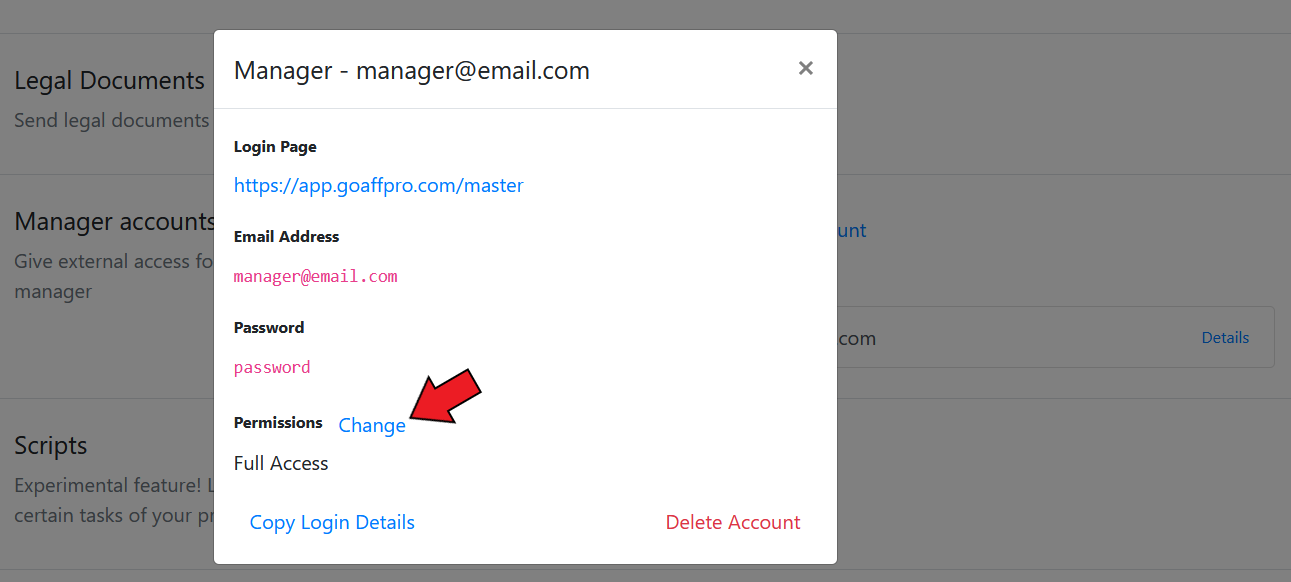 Manager - manager@email.com
×
Login Page
https://app.goaffpro.com/master
Email Address
manager@email.com
Password
password
Permissions Change
Full Access
Copy Login Details
Delete Account
Legal Documents
Send legal documents
Manager accounts
Give external access fo
manager
unt
com
Details
Scripts
Experimental feature!
certain tasks of your pr